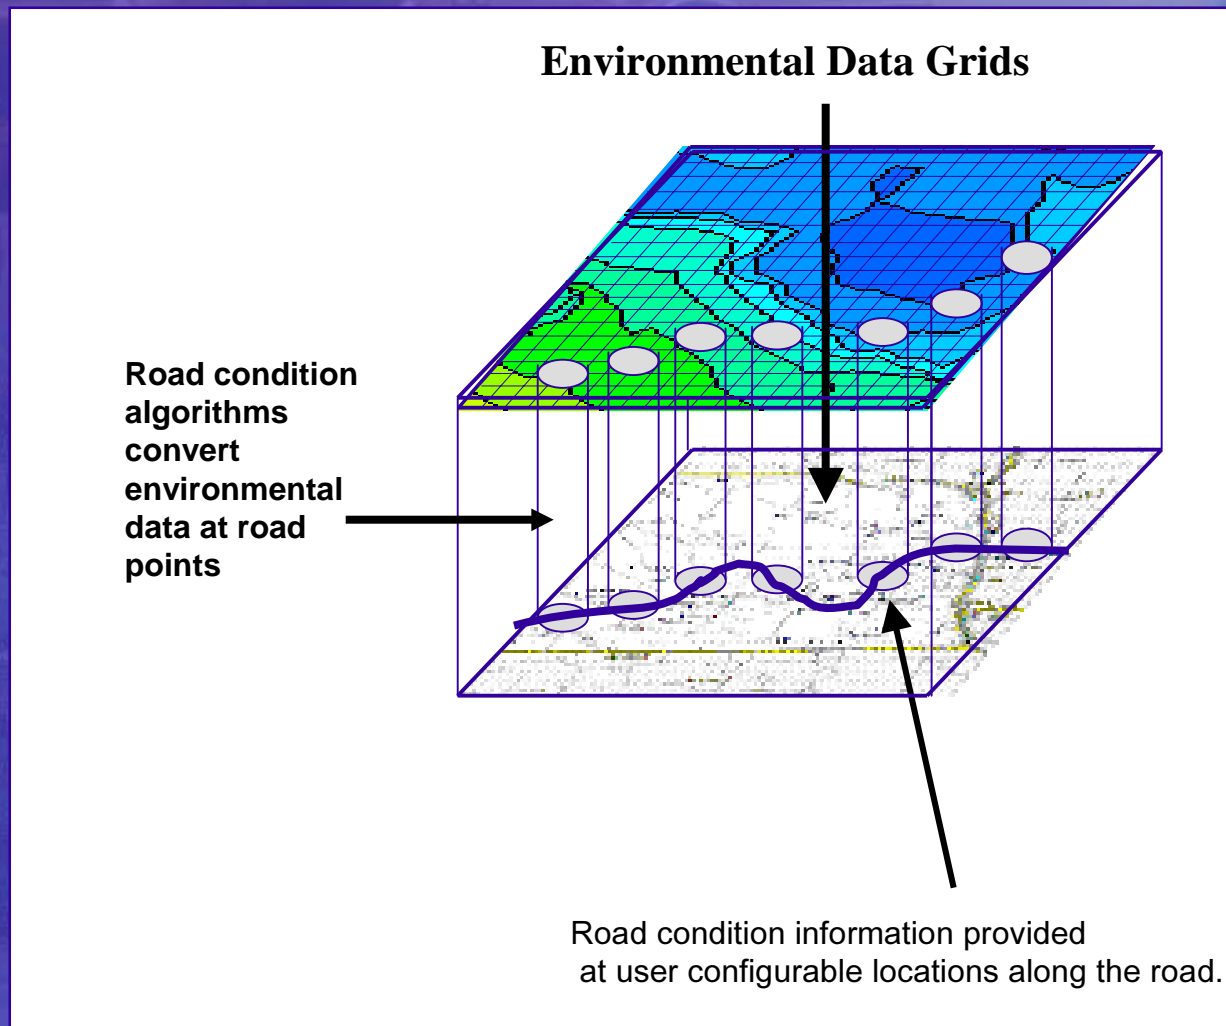 Environmental Data Grids
Road condition
algorithms
convert
environmental
data at road
points
Road condition information provided
at user configurable locations along the road.